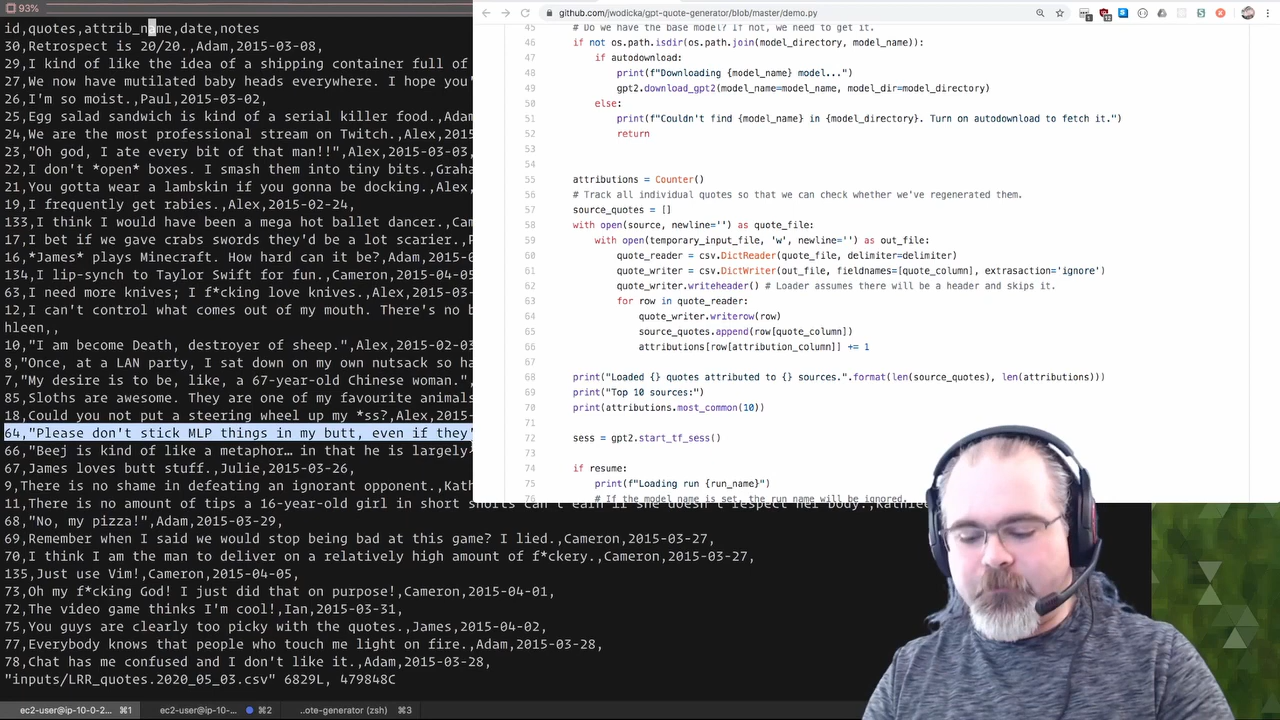 93%
id,quotes,attrib_name,date,notes
30,Retrospect is 20/20.,Adam,2015-03-08,
29,I kind of like the idea of a shipping container full of
27,We now have mutilated baby heads everywhere. I hope you'
26,I'm so moist.,Paul,2015-03-02,
25,Egg salad sandwich is kind of a serial killer food.,Adam
24,We are the most professional stream on Twitch.,Alex,2015
23,"Oh god, I ate every bit of that man!!",Alex,2015-03-03
22,I don't *open* boxes. I smash them into tiny bits.,Graha
21,You gotta wear a lambskin if you gonna be docking.,Alex,
19,I frequently get rabies.,Alex,2015-02-24,
133,I think I would have been a mega hot ballet dancer.,Cam
17,I bet if we gave crabs swords they'd be a lot scarier.,P
16,*James* plays Minecraft. How hard can it be?,Adam,2015-
134,I lip-synch to Taylor Swift for fun.,Cameron,2015-04-05
63,I need more knives; I f*cking love knives.,Alex,2015-03-
12,I can't control what comes out of my mouth. There's no b
hleen,,
10,"I am become Death, destroyer of sheep.",Alex,2015-02-0
8,"Once, at a LAN party, I sat down on my own nutsack so ha
7,"My desire is to be, like, a 67-year-old Chinese woman."
85,Sloths are awesome. They are one of my favourite animals
18,Could you not put a steering wheel up my *ss?,Alex,2015-
64,"Please don't stick MLP things in my butt, even if they'
66,"Beej is kind of like a metaphor… in that he is largely
67,James loves butt stuff.,Julie,2015-03-26,
9,There is no shame in defeating an ignorant opponent.,Kath
11,There is no amount of tips a 16-year-old girl in short shorts can't earn if she doesn't respect her body.,Kathlee
68,"No, my pizza!",Adam,2015-03-29,
69,Remember when I said we would stop being bad at this game? I lied.,Cameron,2015-03-27,
70,I think I am the man to deliver on a relatively high amount of f*ckery.,Cameron,2015-03-27,
135,Just use Vim!,Cameron,2015-04-05,
73,Oh my f*cking God! I just did that on purpose!,Cameron,2015-04-01,
72,The video game thinks I'm cool!,Ian,2015-03-31,
75,You guys are clearly too picky with the quotes.,James,2015-04-02,
77,Everybody knows that people who touch me light on fire.,Adam,2015-03-28,
78,Chat has me confused and I don't like it.,Adam,2015-03-28,
"inputs/LRR_quotes.2020_05_03.csv" 6829L, 479848C
ec2-user@ip-10-0-2... ⌘1 ec2-user@ip-10-... ⌘2 ..ote-generator (zsh) ⌘3
github.com/jwodicka/gpt-quote-generator/blob/master/demo.py
45 # Do we have the base model? If not, we need to get it.
46 if not os.path.isdir(os.path.join(model_directory, model_name)):
47 if autodownload:
48 print(f"Downloading {model_name} model...")
49 gpt2.download_gpt2(model_name=model_name, model_dir=model_directory)
50 else:
51 print(f"Couldn't find {model_name} in {model_directory}. Turn on autodownload to fetch it.")
52 return
53
54
55 attributions = Counter()
56 # Track all individual quotes so that we can check whether we've regenerated them.
57 source_quotes = []
58 with open(source, newline='') as quote_file:
59 with open(temporary_input_file, 'w', newline='') as out_file:
60 quote_reader = csv.DictReader(quote_file, delimiter=delimiter)
61 quote_writer = csv.DictWriter(out_file, fieldnames=[quote_column], extrasaction='ignore')
62 quote_writer.writeheader() # Loader assumes there will be a header and skips it.
63 for row in quote_reader:
64 quote_writer.writerow(row)
65 source_quotes.append(row[quote_column])
66 attributions[row[attribution_column]] += 1
67
68 print("Loaded {} quotes attributed to {} sources.".format(len(source_quotes), len(attributions)))
69 print("Top 10 sources:")
70 print(attributions.most_common(10))
71
72 sess = gpt2.start_tf_sess()
73
74 if resume:
75 print(f"Loading run {run_name}")
76 # If the model name is set, the run name will be ignored.